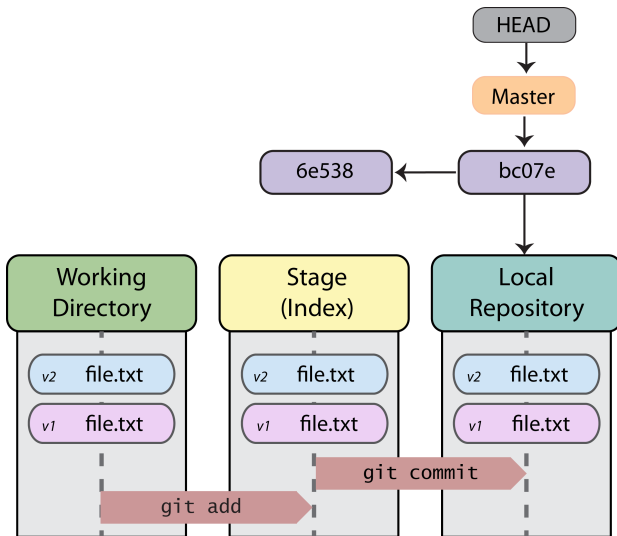 HEAD
Master
6e538
bc07e
Working
Directory
Stage
(Index)
Local
Repository
v2 file.txt
v2 file.txt
v2 file.txt
v1 file.txt
v1 file.txt
v1 file.txt
git commit
git add